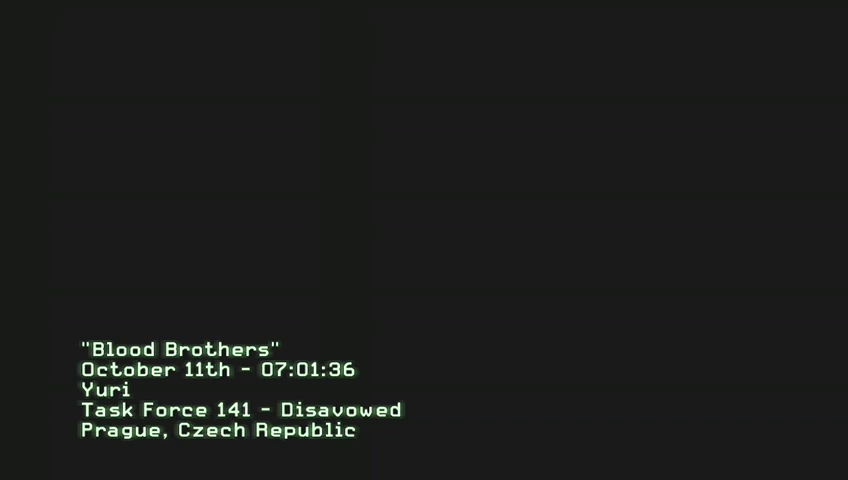 "Blood Brothers"
October 11th - 07:01:36
Yuri
Task Force 141 - Disavowed
Prague, Czech Republic